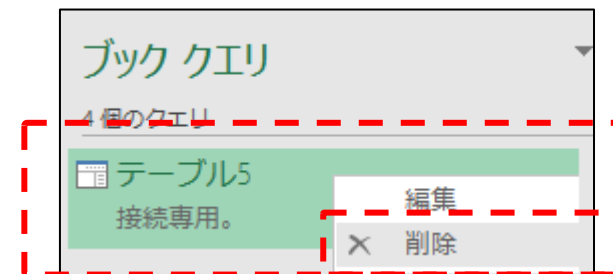 ブック クエリ
4 個のクエリ
テーブル5
接続専用。
編集
削除